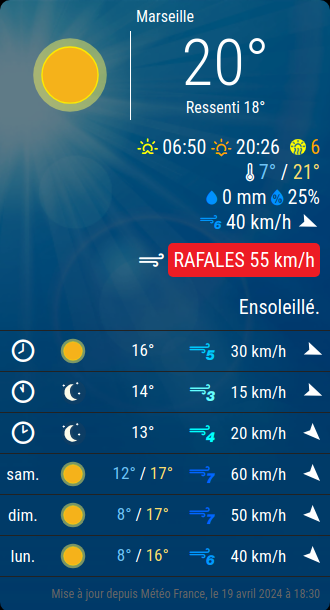 Marseille
20°
Ressenti 18°
06:50 20:26 6
7° / 21°
0 mm % 25%
6 40 km/h
RAFALES 55 km/h
Ensoleillé.
16° 5 30 km/h
14° 3 15 km/h
13° 4 20 km/h
sam. 12° / 17° 7 60 km/h
dim. 8° / 17° 7 50 km/h
lun. 8° / 16° 6 40 km/h
Mise à jour depuis Météo France, le 19 avril 2024 à 18:30